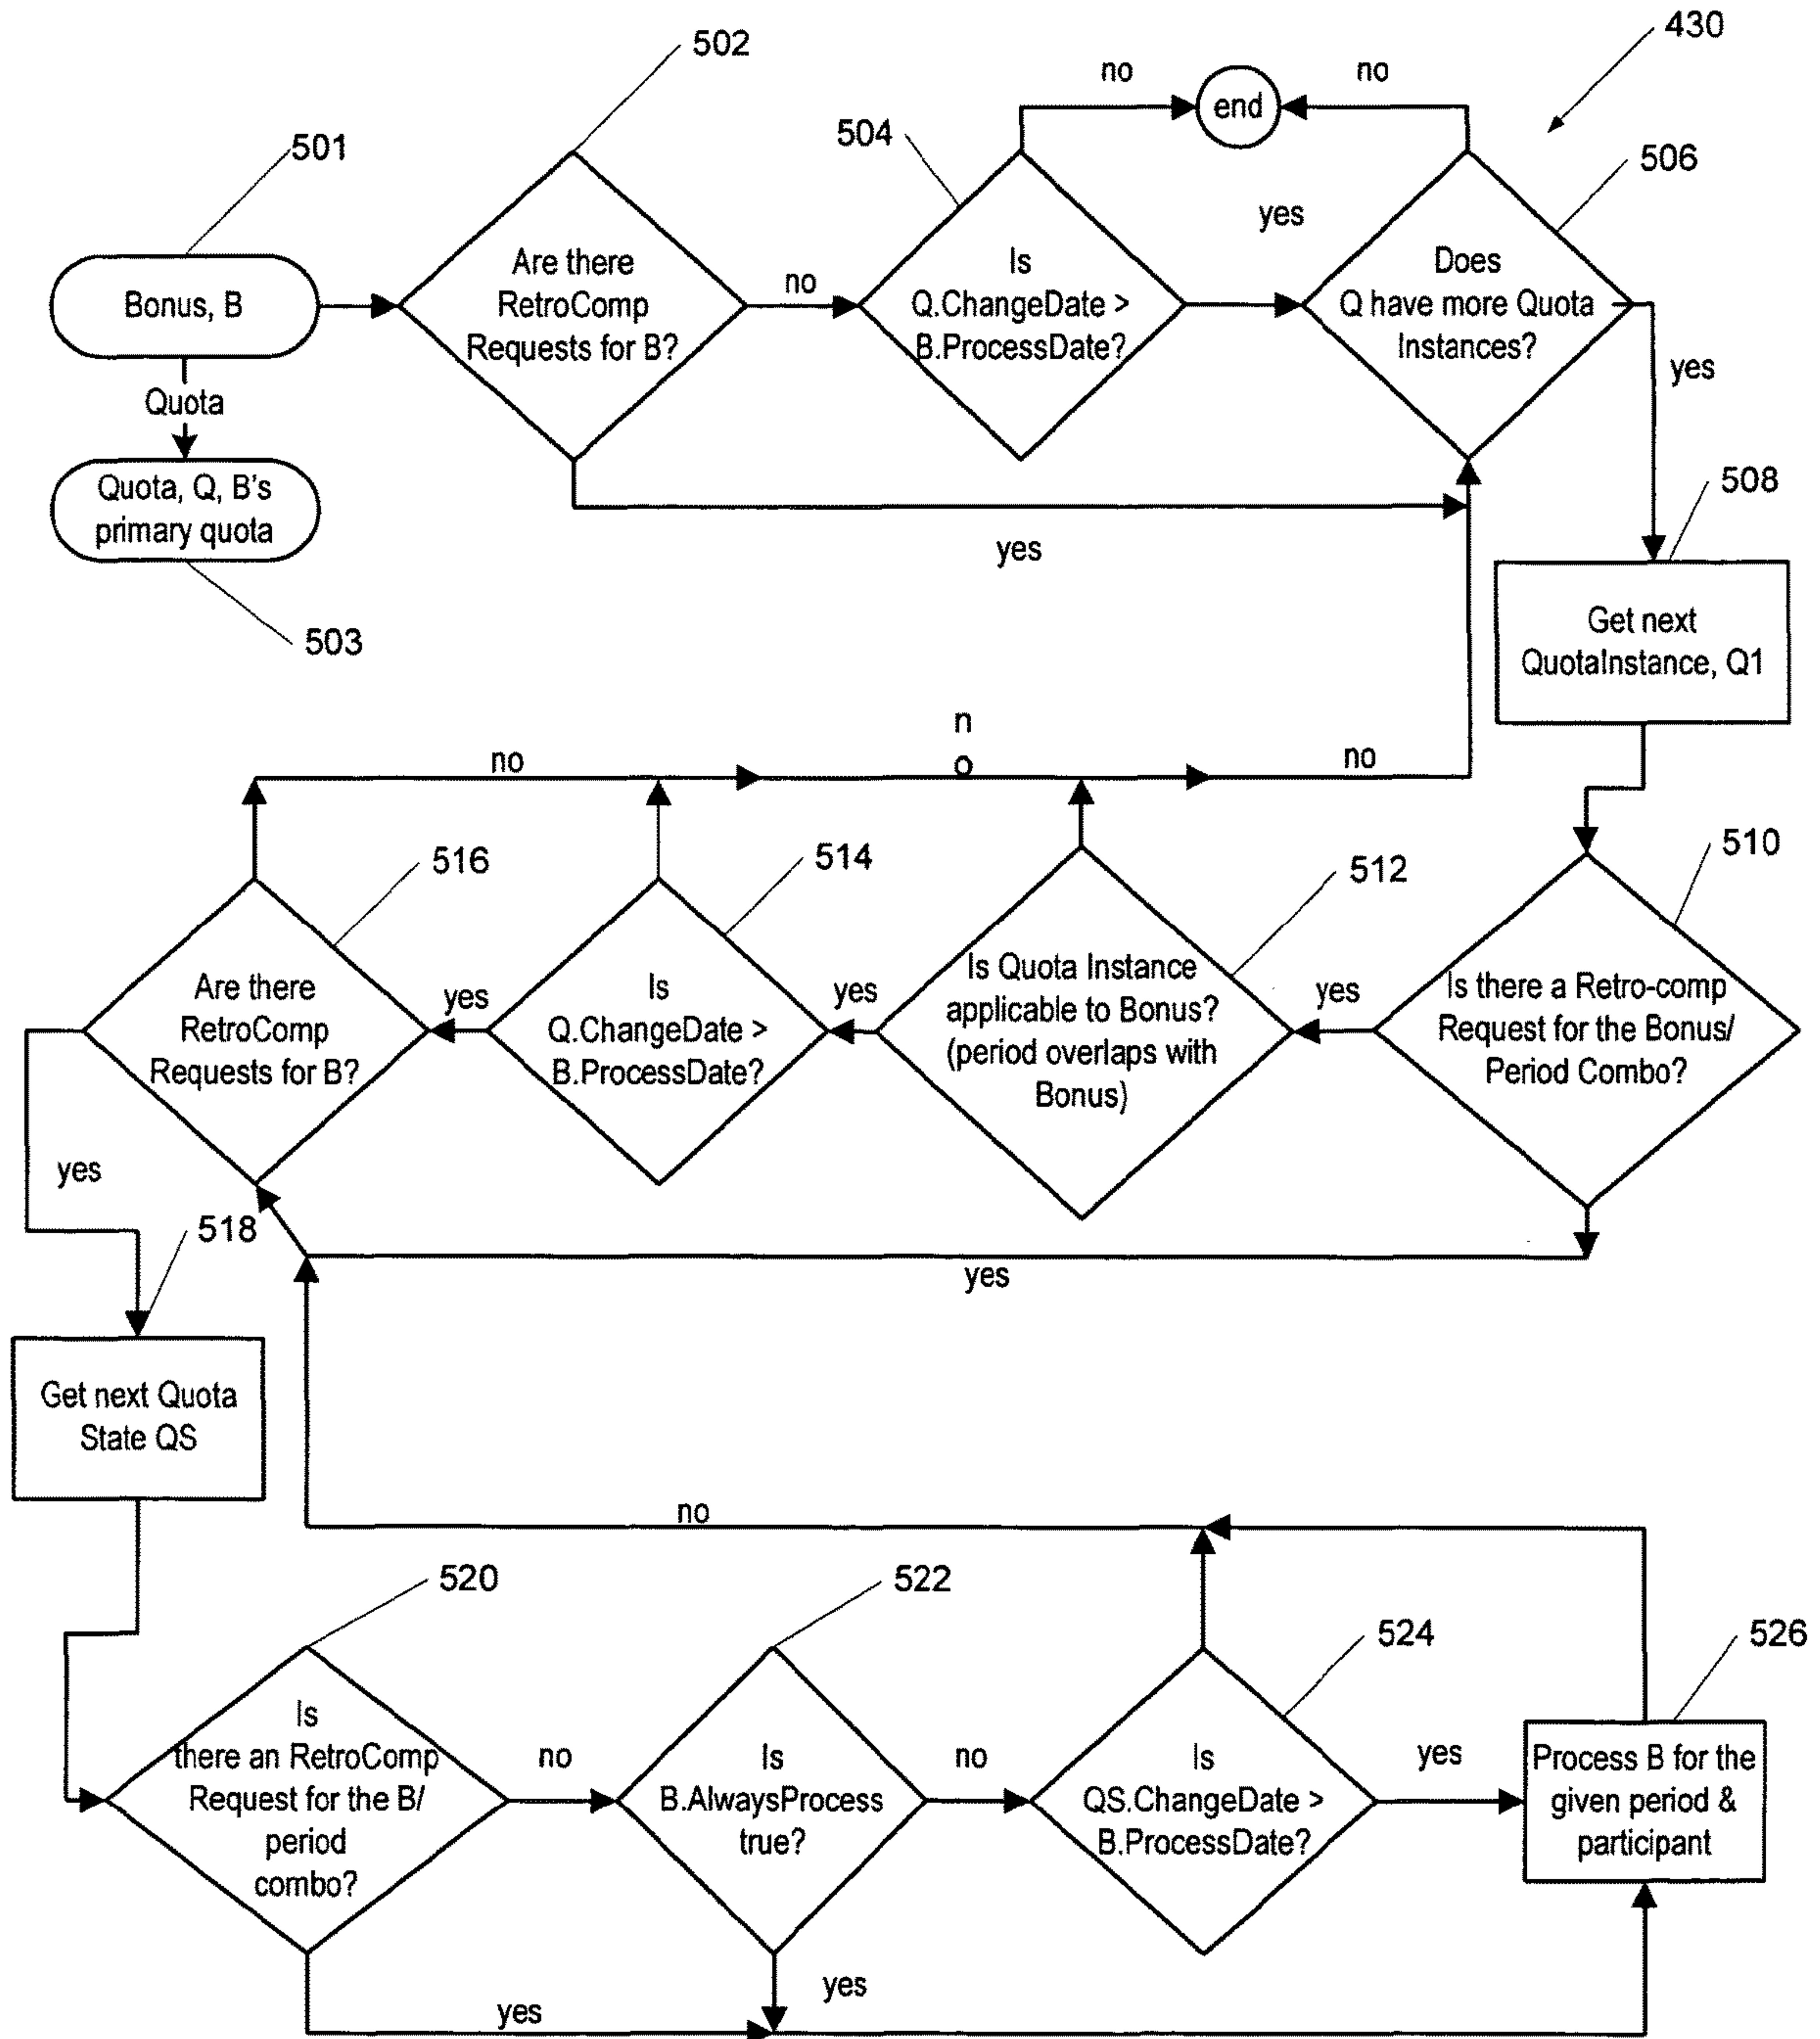 502
430
no
end
no
504
501
506
yes
Bonus, B
Are there
RetroComp
Requests for B?
no
Is
Q.ChangeDate >
B.ProcessDate?
Does
Q have more Quota
Instances?
yes
Quota
Quota, Q, B's
primary quota
508
yes
503
Get next
QuotaInstance, Q1
no
n
o
no
516
514
512
510
Are there
RetroComp
Requests for B?
yes
Is
Q.ChangeDate >
B.ProcessDate?
yes
Is Quota Instance
applicable to Bonus?
(period overlaps with
Bonus)
yes
Is there a Retro-comp
Request for the Bonus/
Period Combo?
yes
518
yes
Get next Quota
State QS
no
520
522
524
526
Is
there an RetroComp
Request for the B/
period
combo?
no
Is
B.AlwaysProcess
true?
no
Is
QS.ChangeDate >
B.ProcessDate?
yes
Process B for the
given period &
participant
yes
yes